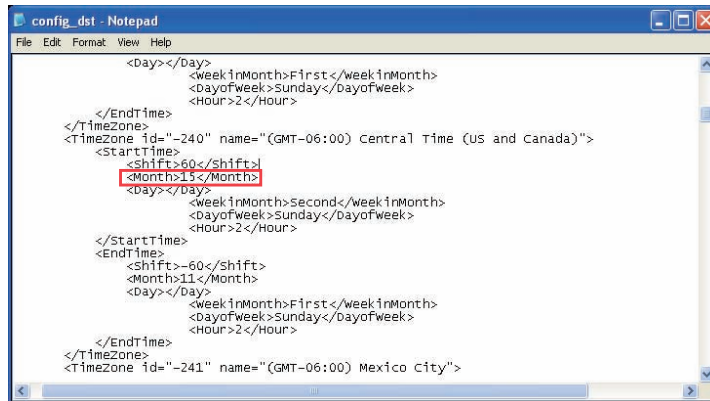 config_dst - Notepad
File Edit Format View Help
<Day></Day>
<WeekinMonth>First</WeekinMonth>
<DayofWeek>Sunday</DayofWeek>
<Hour>2</Hour>
</EndTime>
</TimeZone>
<TimeZone id="-240" name="(GMT-06:00) Central Time (US and Canada)">
<StartTime>
<Shift>60</Shift>
<Month>15</Month>
<Day></Day>
<WeekinMonth>Second</WeekinMonth>
<DayofWeek>Sunday</DayofWeek>
<Hour>2</Hour>
</StartTime>
<EndTime>
<Shift>-60</Shift>
<Month>11</Month>
<Day></Day>
<WeekinMonth>First</WeekinMonth>
<DayofWeek>Sunday</DayofWeek>
<Hour>2</Hour>
</EndTime>
</TimeZone>
<TimeZone id="-241" name="(GMT-06:00) Mexico City">